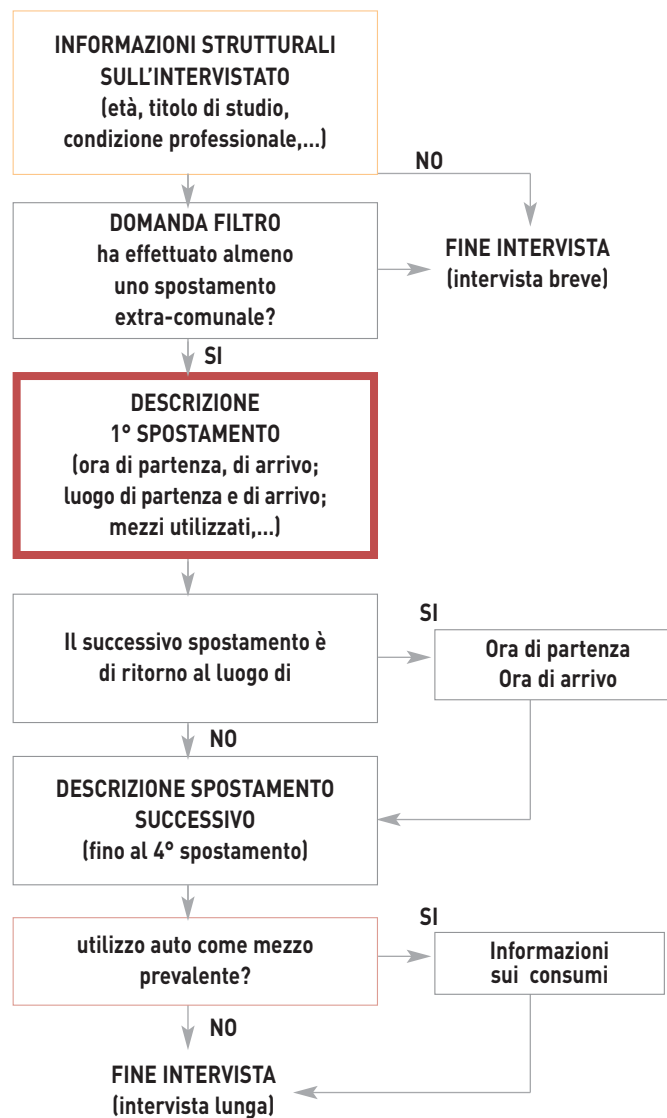 INFORMAZIONI STRUTTURALI
SULL'INTERVISTATO
(età, titolo di studio,
condizione professionale,...)
NO
DOMANDA FILTRO
ha effettuato almeno
uno spostamento
extra-comunale?
FINE INTERVISTA
(intervista breve)
SI
DESCRIZIONE
1° SPOSTAMENTO
(ora di partenza, di arrivo;
luogo di partenza e di arrivo;
mezzi utilizzati,...)
Il successivo spostamento è
di ritorno al luogo di
SI
Ora di partenza
Ora di arrivo
NO
DESCRIZIONE SPOSTAMENTO
SUCCESSIVO
(fino al 4° spostamento)
utilizzo auto come mezzo
prevalente?
SI
Informazioni
sui consumi
NO
FINE INTERVISTA
(intervista lunga)